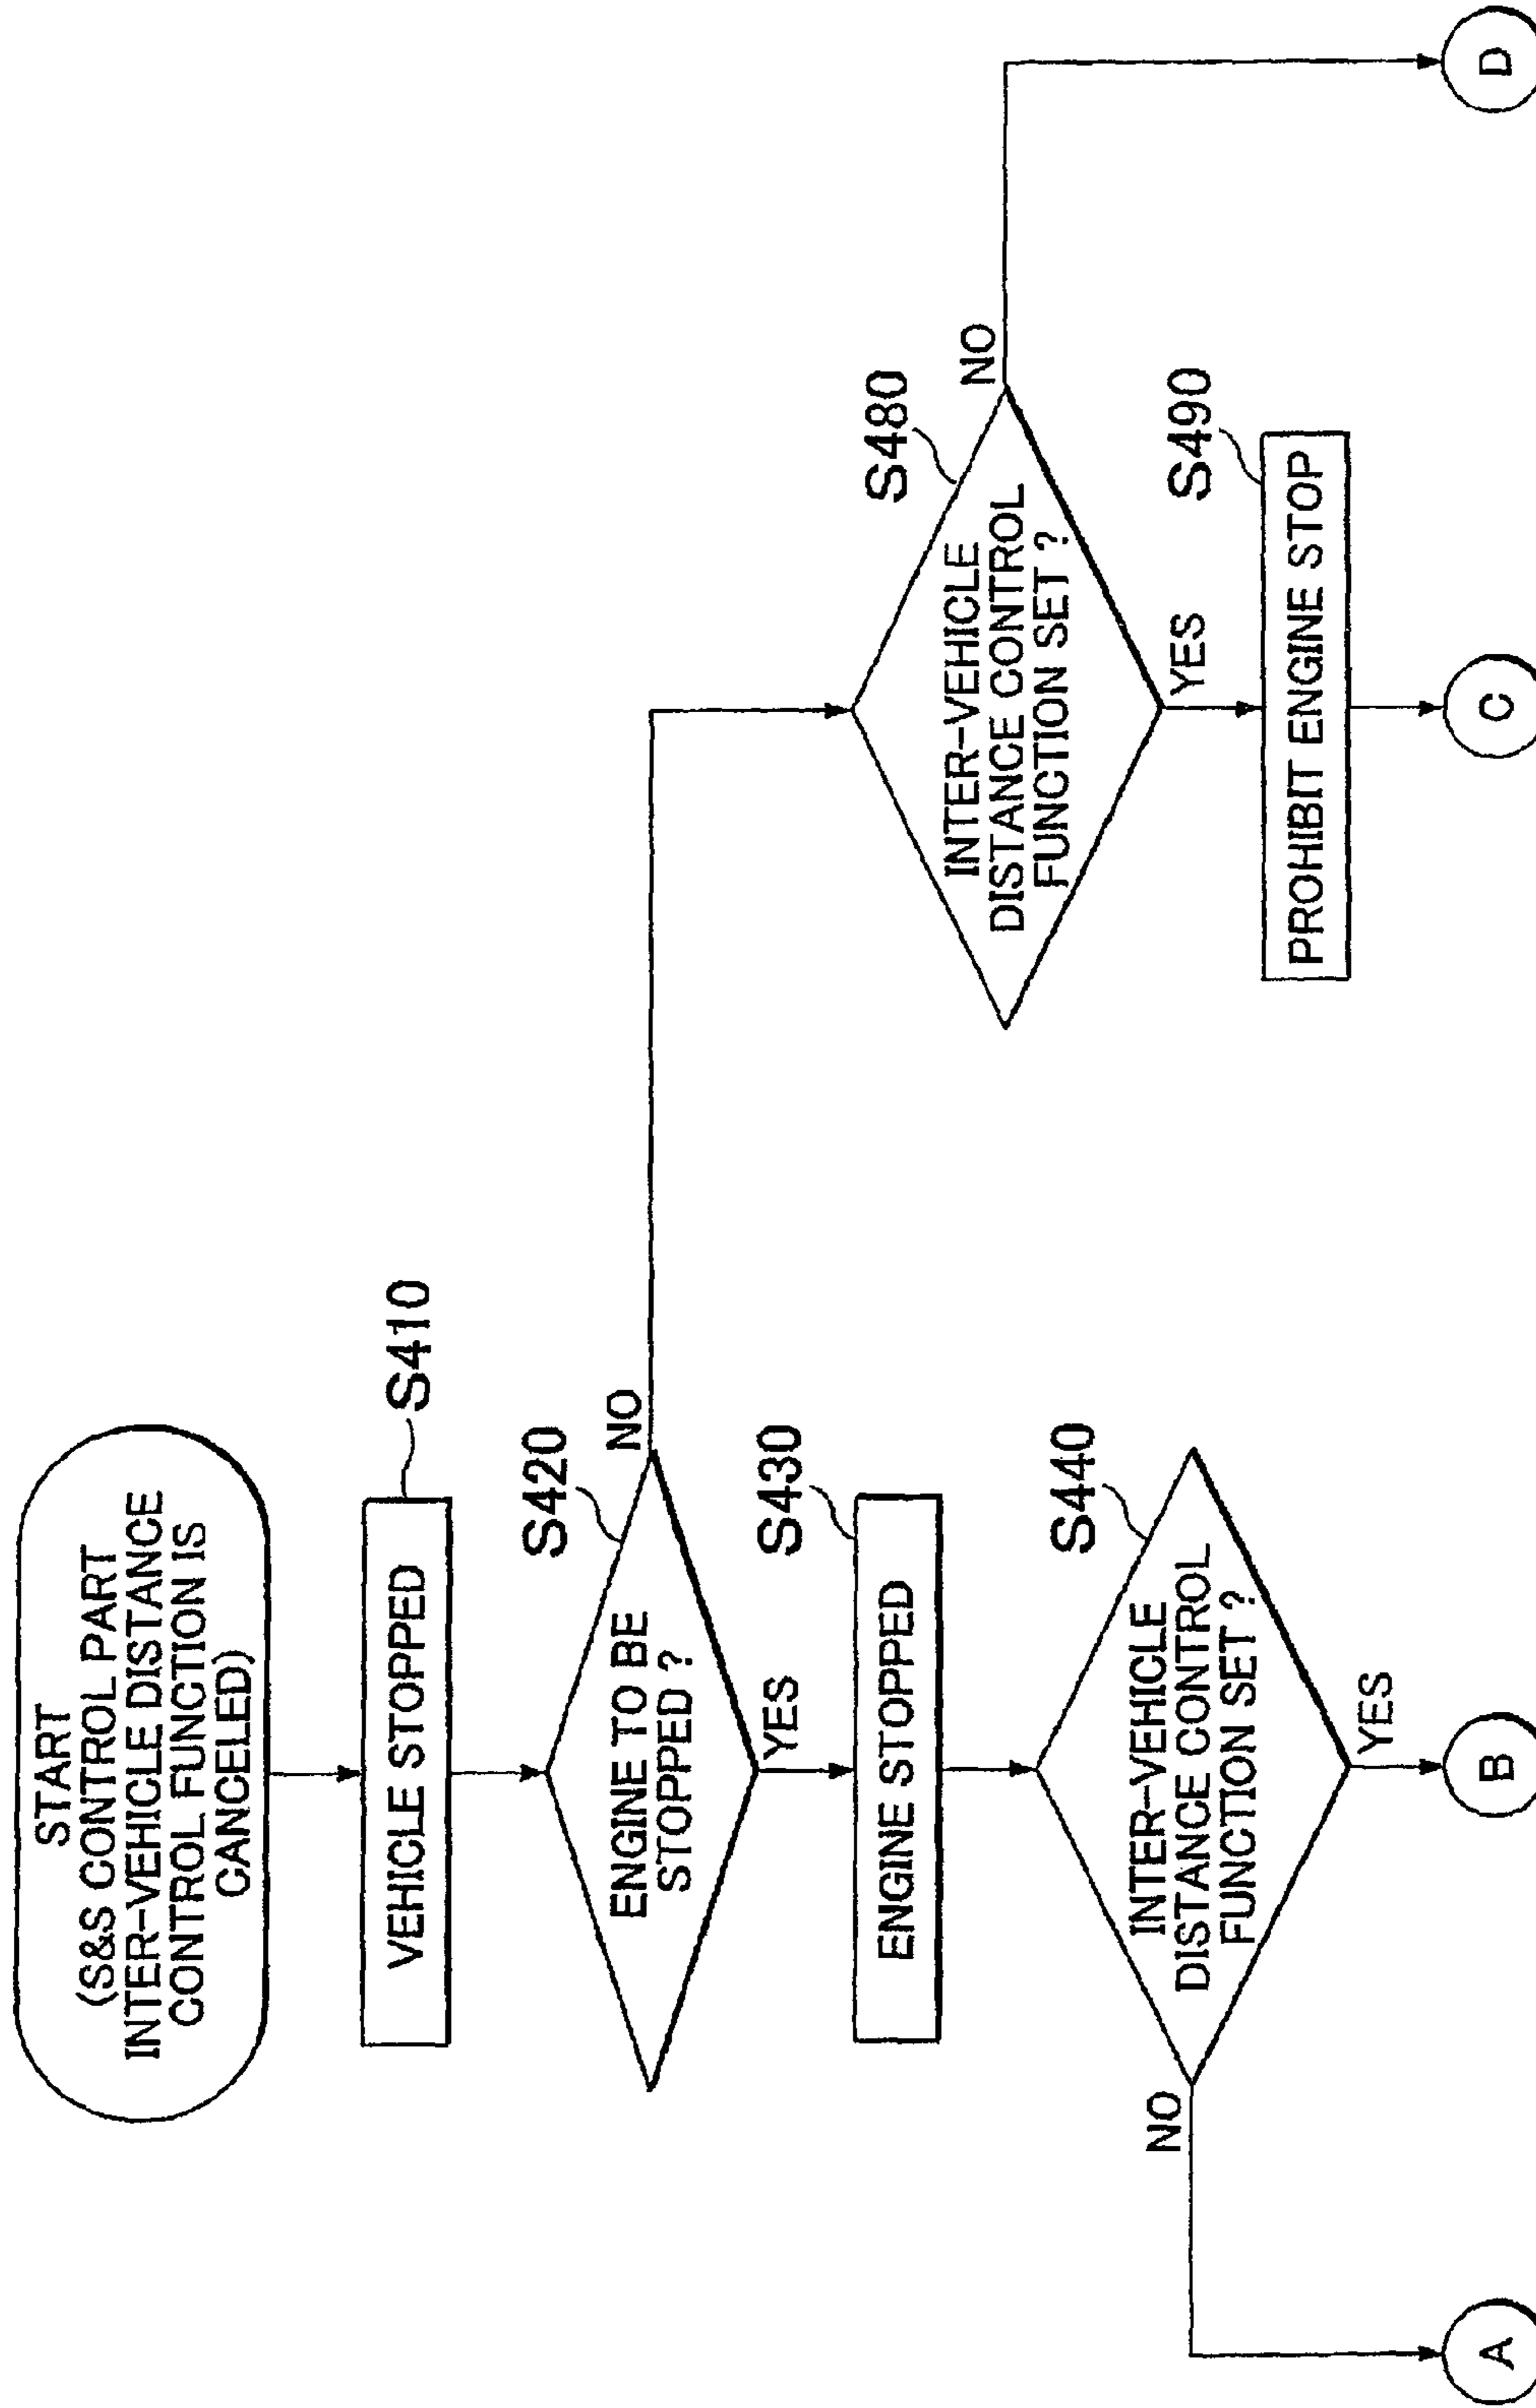 START
(S&S CONTROL PART
INTER-VEHICLE DISTANCE
CONTROL FUNCTION IS
CANCELED)
VEHICLE STOPPED
S410
ENGINE TO BE
STOPPED ?
S420
NO
YES
ENGINE STOPPED
S430
INTER-VEHICLE
DISTANCE CONTROL
FUNCTION SET ?
S440
NO
YES
A
B
INTER-VEHICLE
DISTANCE CONTROL
FUNCTION SET ?
S480
NO
YES
PROHIBIT ENGINE STOP
S490
C
D